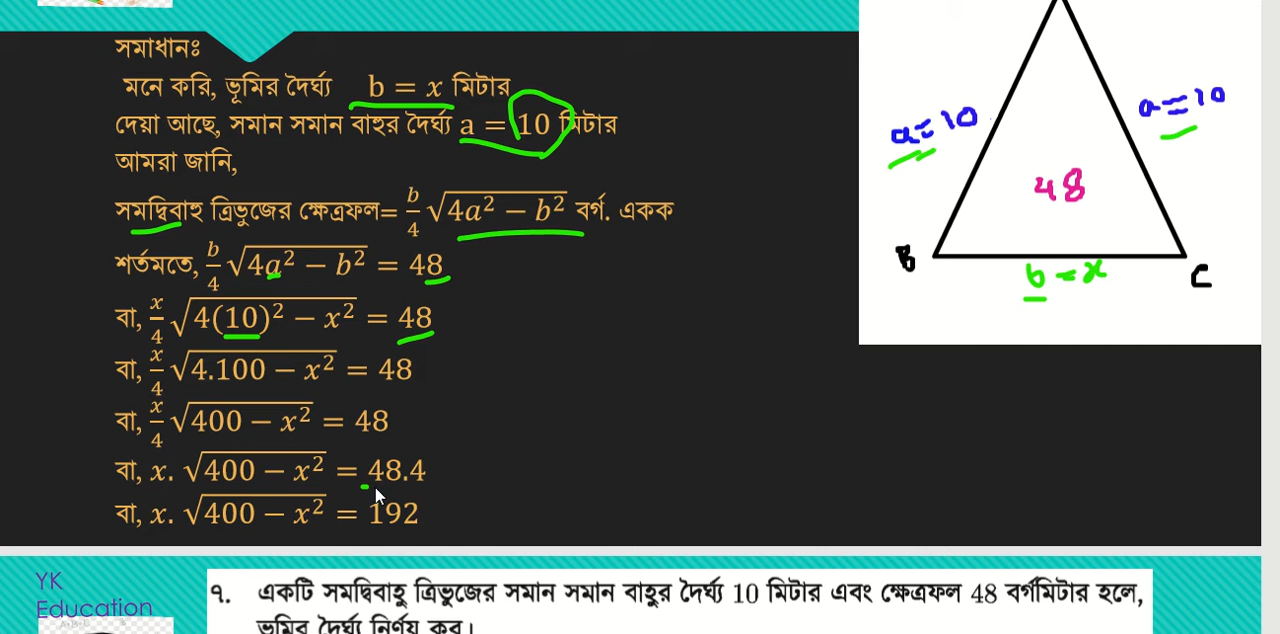 সমাধানঃ
মনে করি, ভূমির দৈর্ঘ্য b = x মিটার
দেয়া আছে, সমান সমান বাহুর দৈর্ঘ্য a = 10 মিটার
আমরা জানি,
সমদ্বিবাহু ত্রিভুজের ক্ষেত্রফল= b/4 √(4a² − b²) বর্গ. একক
শর্তমতে, b/4 √(4a² − b²) = 48
বা, x/4 √(4(10)² − x²) = 48
বা, x/4 √(4.100 − x²) = 48
বা, x/4 √(400 − x²) = 48
বা, x. √(400 − x²) = 48.4
বা, x. √(400 − x²) = 192
a = 10
a = 10
48
B
b = x
C
YK
Education
৭. একটি সমদ্বিবাহু ত্রিভুজের সমান সমান বাহুর দৈর্ঘ্য 10 মিটার এবং ক্ষেত্রফল 48 বর্গমিটার হলে,
ভূমির দৈর্ঘ্য নির্ণয় কর।